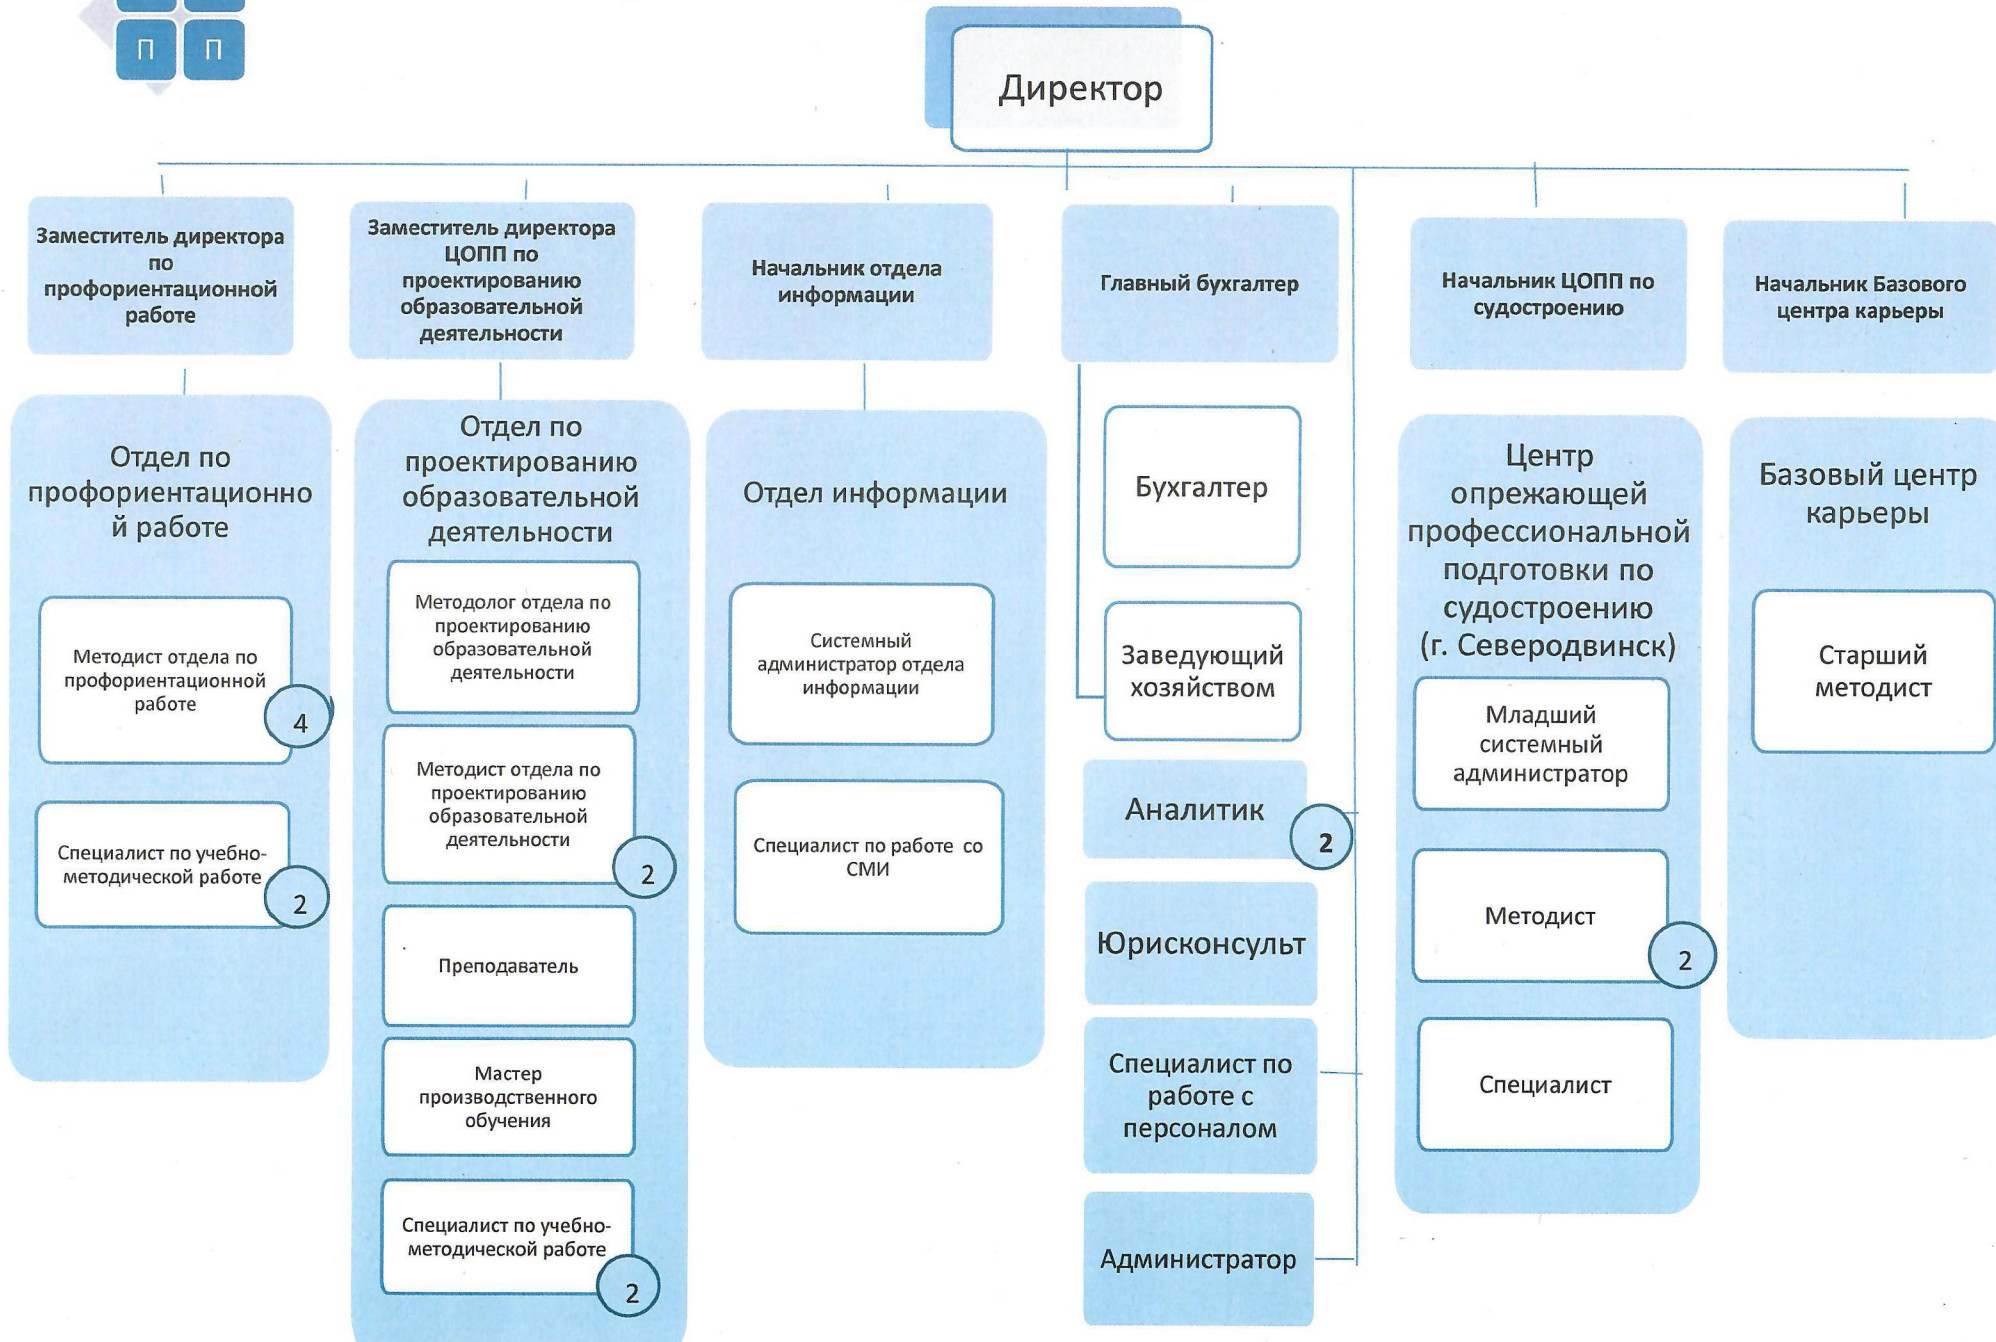 П П
Директор
Заместитель директора
по
профориентационной
работе
Заместитель директора
ЦОПП по
проектированию
образовательной
деятельности
Начальник отдела
информации
Главный бухгалтер
Начальник ЦОПП по
судостроению
Начальник Базового
центра карьеры
Отдел по
профориентационно
й работе
Методист отдела по
профориентационной
работе
4
Специалист по учебно-
методической работе
2
Отдел по
проектированию
образовательной
деятельности
Методолог отдела по
проектированию
образовательной
деятельности
Методист отдела по
проектированию
образовательной
деятельности
2
Преподаватель
Мастер
производственного
обучения
Специалист по учебно-
методической работе
2
Отдел информации
Системный
администратор отдела
информации
Специалист по работе со
СМИ
Бухгалтер
Заведующий
хозяйством
Аналитик
2
Юрисконсульт
Специалист по
работе с
персоналом
Администратор
Центр
опрежающей
профессиональной
подготовки по
судостроению
(г. Северодвинск)
Младший
системный
администратор
Методист
2
Специалист
Базовый центр
карьеры
Старший
методист